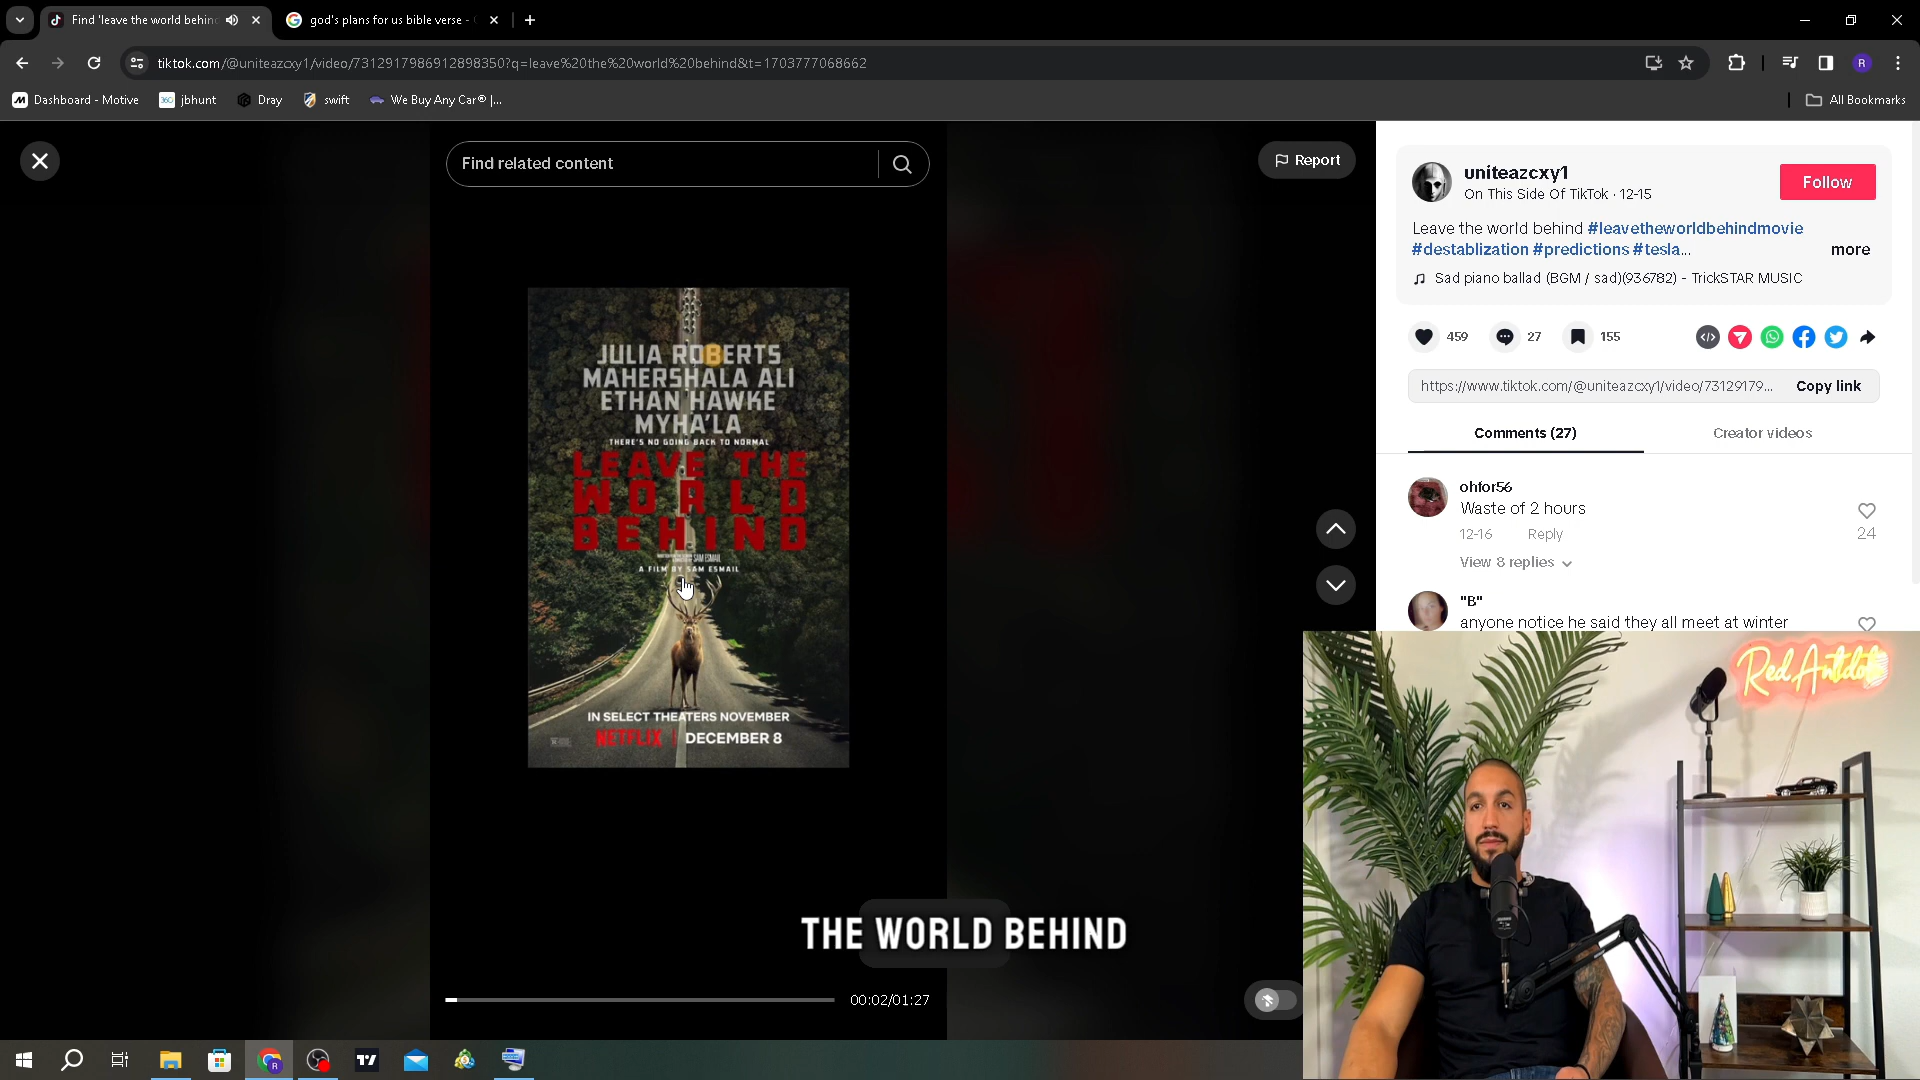 Find 'leave the world behind
god's plans for us bible verse -
tiktok.com/@uniteazcxy1/video/7312917986912898350?q=leave%20the%20world%20behind&t=1703777068662
R
Dashboard - Motive
360
jbhunt
Dray
swift
We Buy Any Car® |...
All Bookmarks
Find related content
Report
JULIA ROBERTS
MAHERSHALA ALI
ETHAN HAWKE
MYHA'LA
THERE'S NO GOING BACK TO NORMAL
LEAVE THE
WORLD
BEHIND
A FILM BY SAM ESMAIL
IN SELECT THEATERS NOVEMBER
NETFLIX | DECEMBER 8
THE WORLD BEHIND
00:02/01:27
uniteazcxy1
On This Side Of TikTok · 12-15
Follow
Leave the world behind #leavetheworldbehindmovie
#destablization #predictions #tesla...
more
Sad piano ballad (BGM / sad)(936782) - TrickSTAR MUSIC
459
27
155
https://www.tiktok.com/@uniteazcxy1/video/73129179...
Copy link
Comments (27)
Creator videos
ohfor56
Waste of 2 hours
12-16
Reply
24
View 8 replies
"B"
anyone notice he said they all meet at winter
Red Antidote